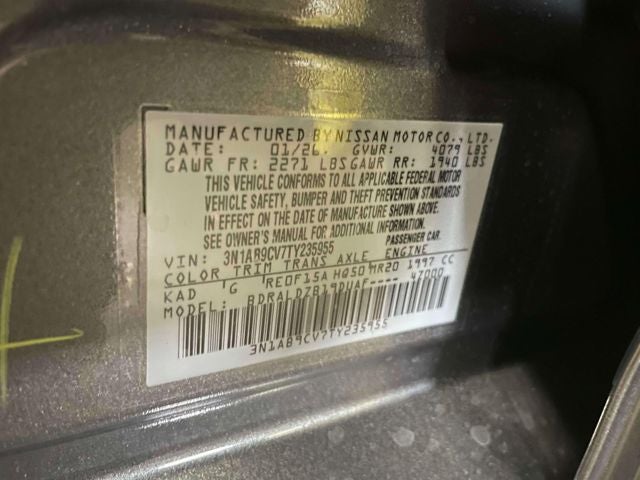 MANUFACTURED BY NISSAN MOTOR CO., LTD.
DATE: 01/26. GVWR: 4079 LBS
GAWR FR: 2271 LBS GAWR RR: 1940 LBS
THIS VEHICLE CONFORMS TO ALL APPLICABLE FEDERAL MOTOR
VEHICLE SAFETY, BUMPER AND THEFT PREVENTION STANDARDS
IN EFFECT ON THE DATE OF MANUFACTURE SHOWN ABOVE.
SEE OWNER'S MANUAL FOR ADDITIONAL INFORMATION.
VIN: 3N1AB9CV7TY235955 PASSENGER CAR.
COLOR TRIM TRANS AXLE ENGINE
KAD G RE0F15A HQ50 MR20 1997 CC
MODEL: BDRALDZB19DUAF---- 47000
3N1AB9CV7TY235955